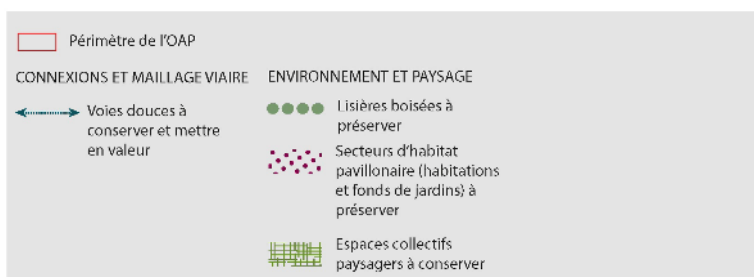 Périmètre de l'OAP
CONNEXIONS ET MAILLAGE VIAIRE
Voies douces à
conserver et mettre
en valeur
ENVIRONNEMENT ET PAYSAGE
Lisières boisées à
préserver
Secteurs d'habitat
pavillonaire (habitations
et fonds de jardins) à
préserver
Espaces collectifs
paysagers à conserver